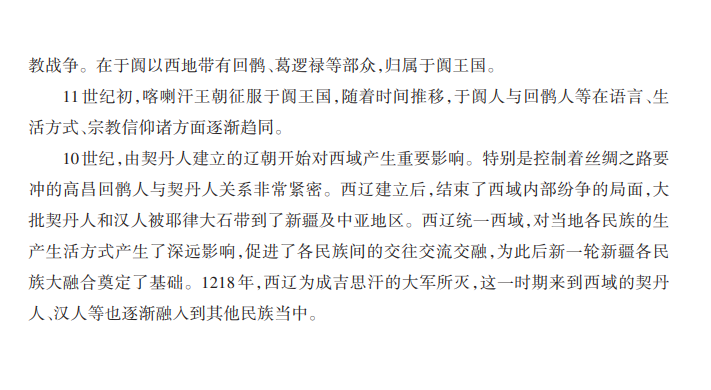 教战争。在于阗以西地带有回鹘、葛逻禄等部众,归属于阗王国。
11世纪初,喀喇汗王朝征服于阗王国,随着时间推移,于阗人与回鹘人等在语言、生
活方式、宗教信仰诸方面逐渐趋同。
10世纪,由契丹人建立的辽朝开始对西域产生重要影响。特别是控制着丝绸之路要
冲的高昌回鹘人与契丹人关系非常紧密。西辽建立后,结束了西域内部纷争的局面,大
批契丹人和汉人被耶律大石带到了新疆及中亚地区。西辽统一西域,对当地各民族的生
产生活方式产生了深远影响,促进了各民族间的交往交流交融,为此后新一轮新疆各民
族大融合奠定了基础。1218年,西辽为成吉思汗的大军所灭,这一时期来到西域的契丹
人、汉人等也逐渐融入到其他民族当中。